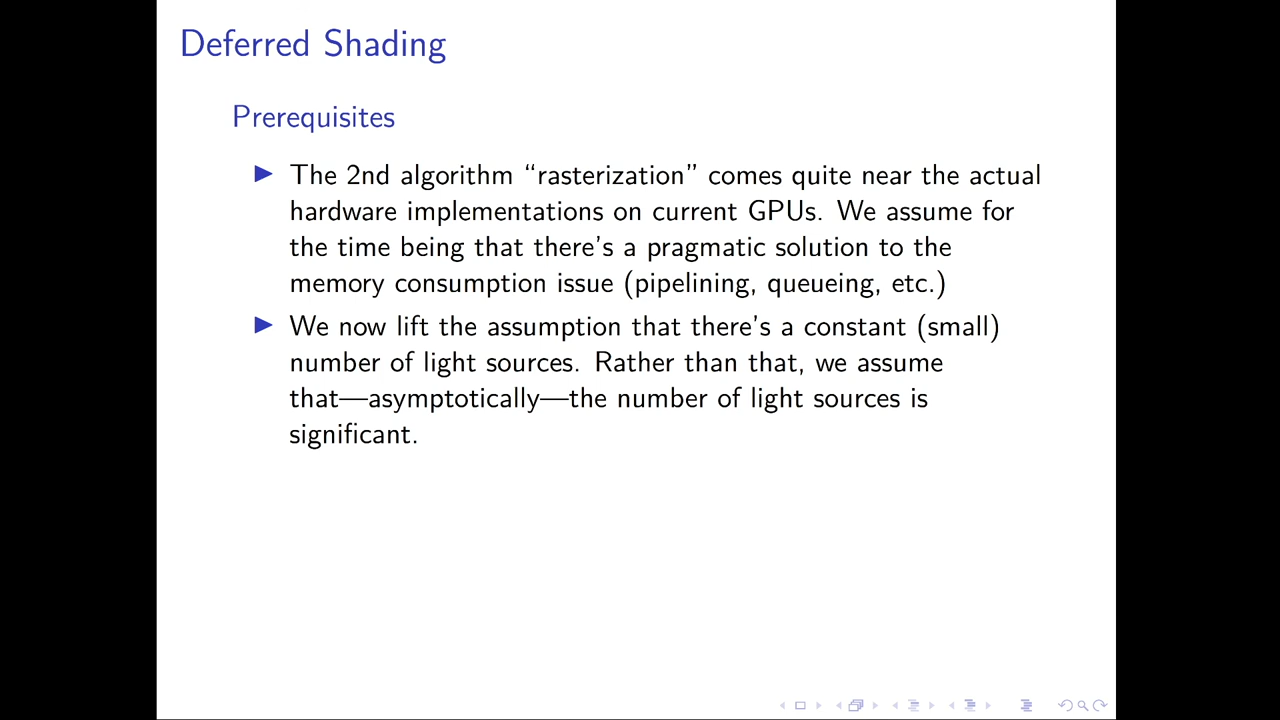 Deferred Shading
Prerequisites
The 2nd algorithm “rasterization” comes quite near the actual
hardware implementations on current GPUs. We assume for
the time being that there’s a pragmatic solution to the
memory consumption issue (pipelining, queueing, etc.)
We now lift the assumption that there’s a constant (small)
number of light sources. Rather than that, we assume
that—asymptotically—the number of light sources is
significant.